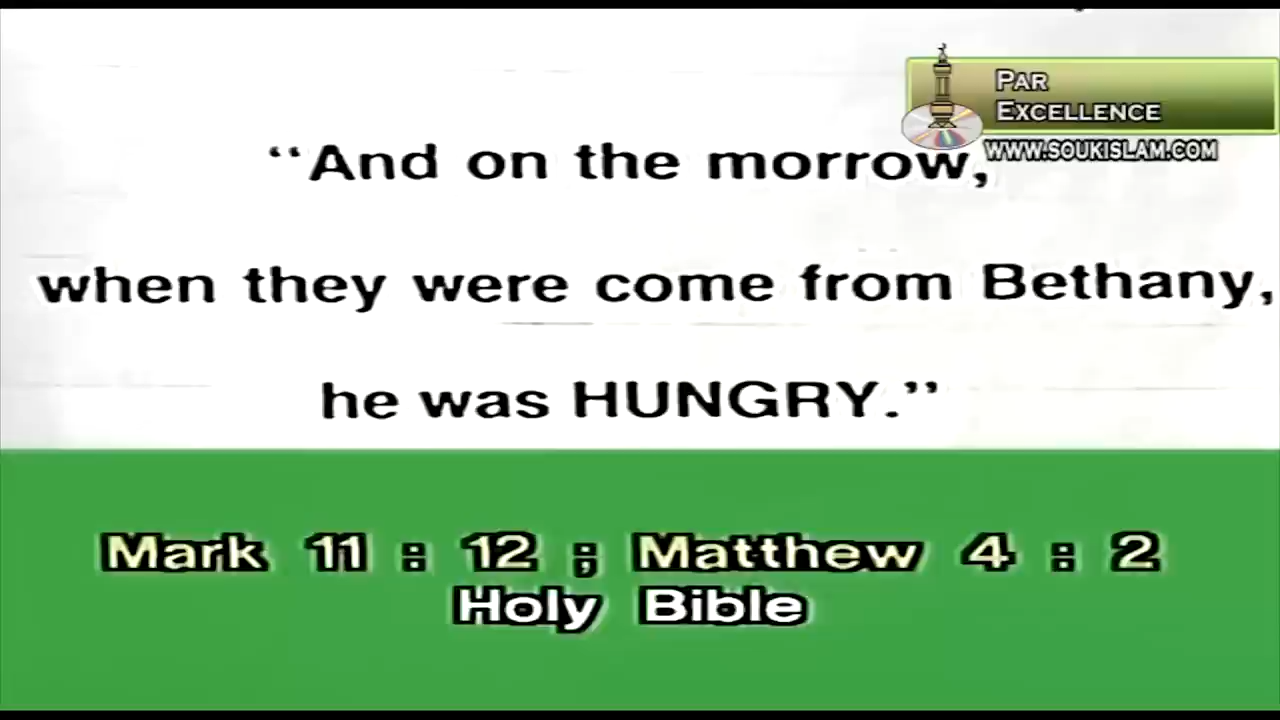 PAR
EXCELLENCE
WWW.SOUKISLAM.COM
“And on the morrow,
when they were come from Bethany,
he was HUNGRY.”
Mark 11 : 12 ; Matthew 4 : 2
Holy Bible